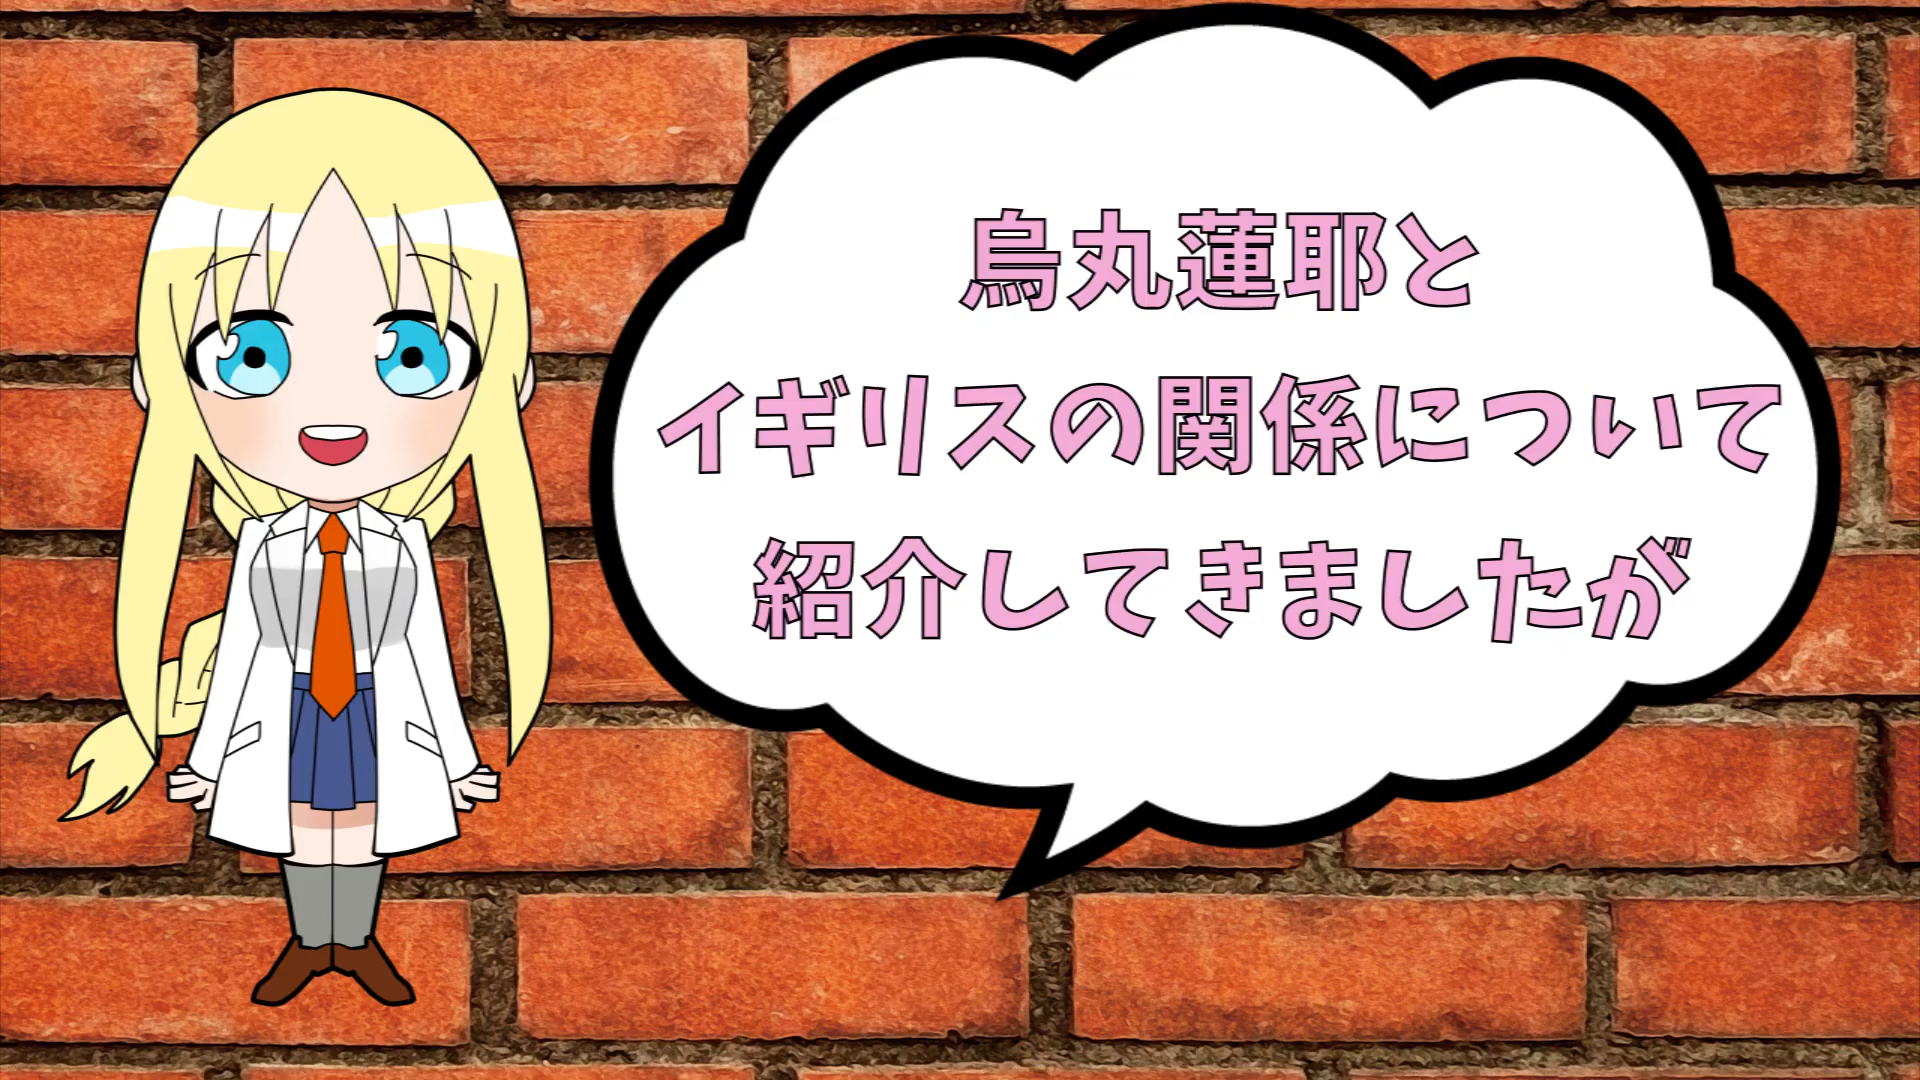 烏丸蓮耶と
イギリスの関係について
紹介してきましたが